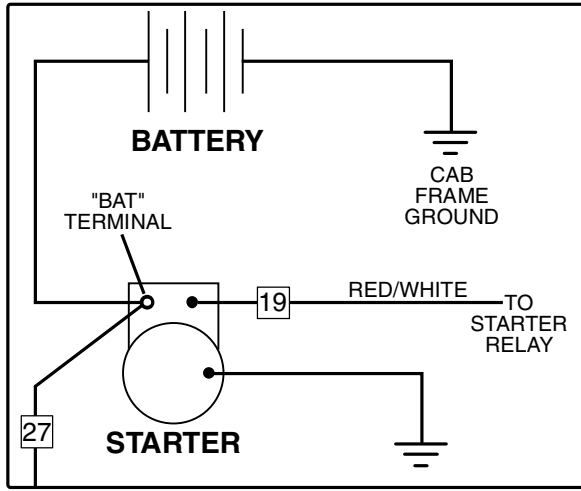 BATTERY
CAB
FRAME
GROUND
"BAT"
TERMINAL
19
RED/WHITE
TO
STARTER
RELAY
27
STARTER